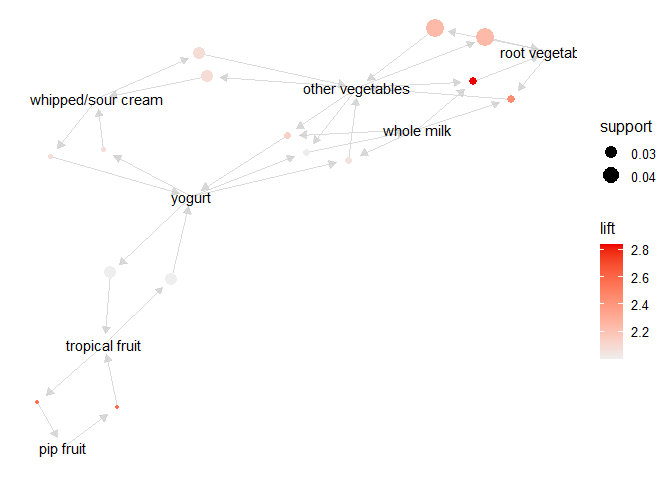 root vegetab
other vegetables
whipped/sour cream
whole milk
yogurt
tropical fruit
pip fruit
support
0.03
0.04
lift
2.8
2.6
2.4
2.2